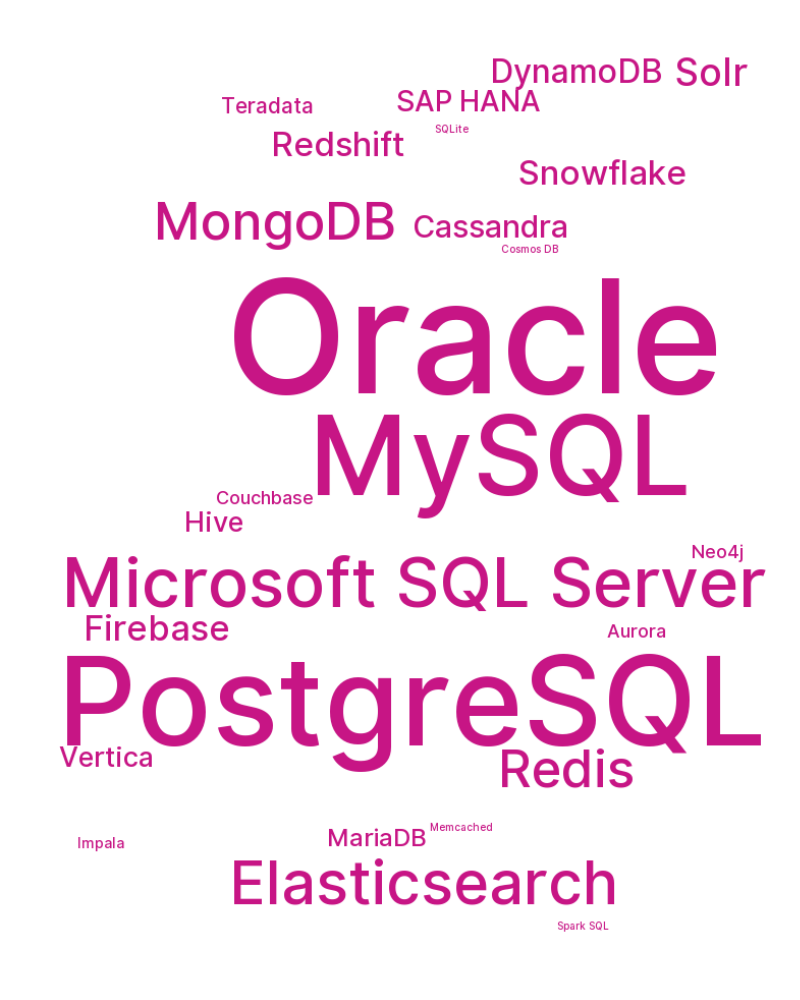 DynamoDB Solr
SAP HANA
Teradata
SQLite
Redshift
Snowflake
MongoDB
Cassandra
Cosmos DB
Oracle
MySQL
Couchbase
Hive
Neo4j
Microsoft SQL Server
Firebase
Aurora
PostgreSQL
Vertica
Redis
Memcached
MariaDB
Impala
Elasticsearch
Spark SQL